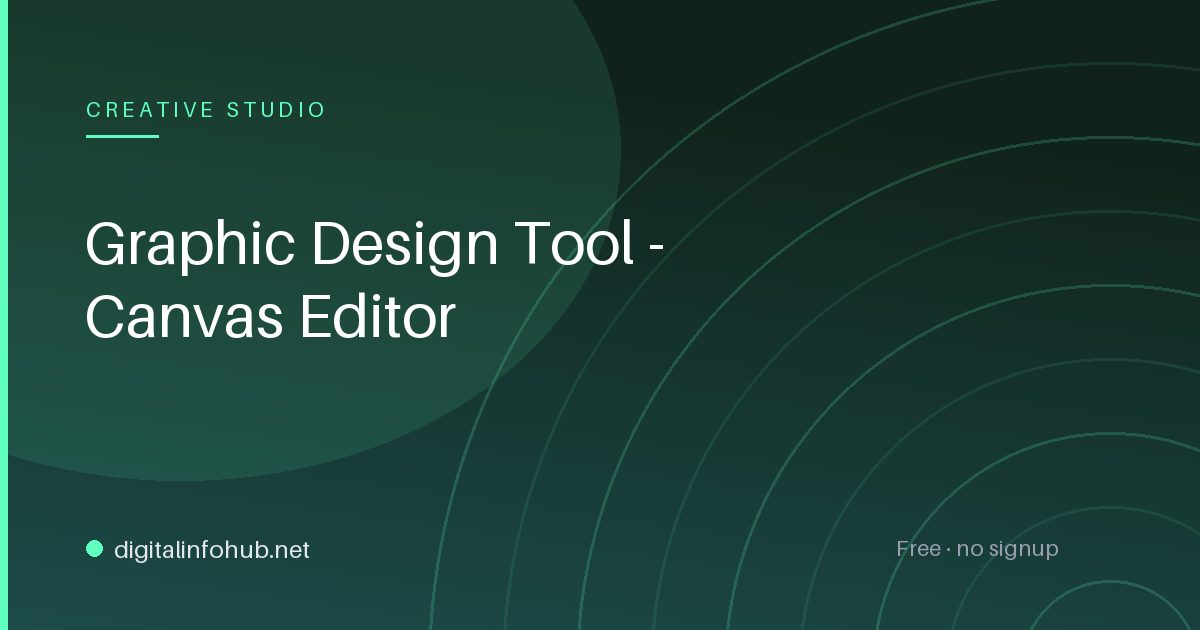 CREATIVE STUDIO
Graphic Design Tool -
Canvas Editor
digitalinfohub.net
Free · no signup